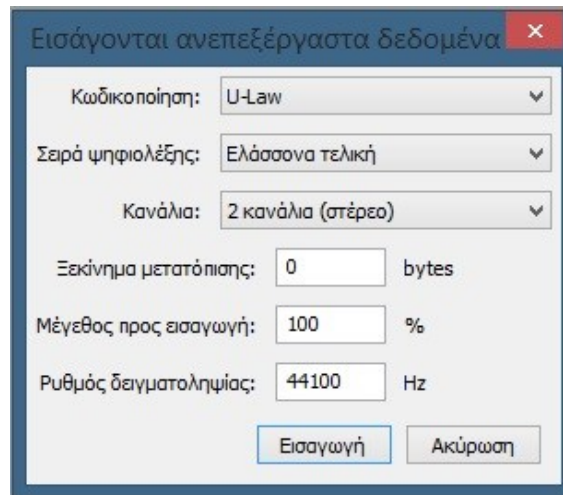 Εισάγονται ανεπεξέργαστα δεδομένα
Κωδικοποίηση: U-Law
Σειρά ψηφιολέξης: Ελάσσονα τελική
Κανάλια: 2 κανάλια (στέρεο)
Ξεκίνημα μετατόπισης: 0 bytes
Μέγεθος προς εισαγωγή: 100 %
Ρυθμός δειγματοληψίας: 44100 Hz
Εισαγωγή Ακύρωση